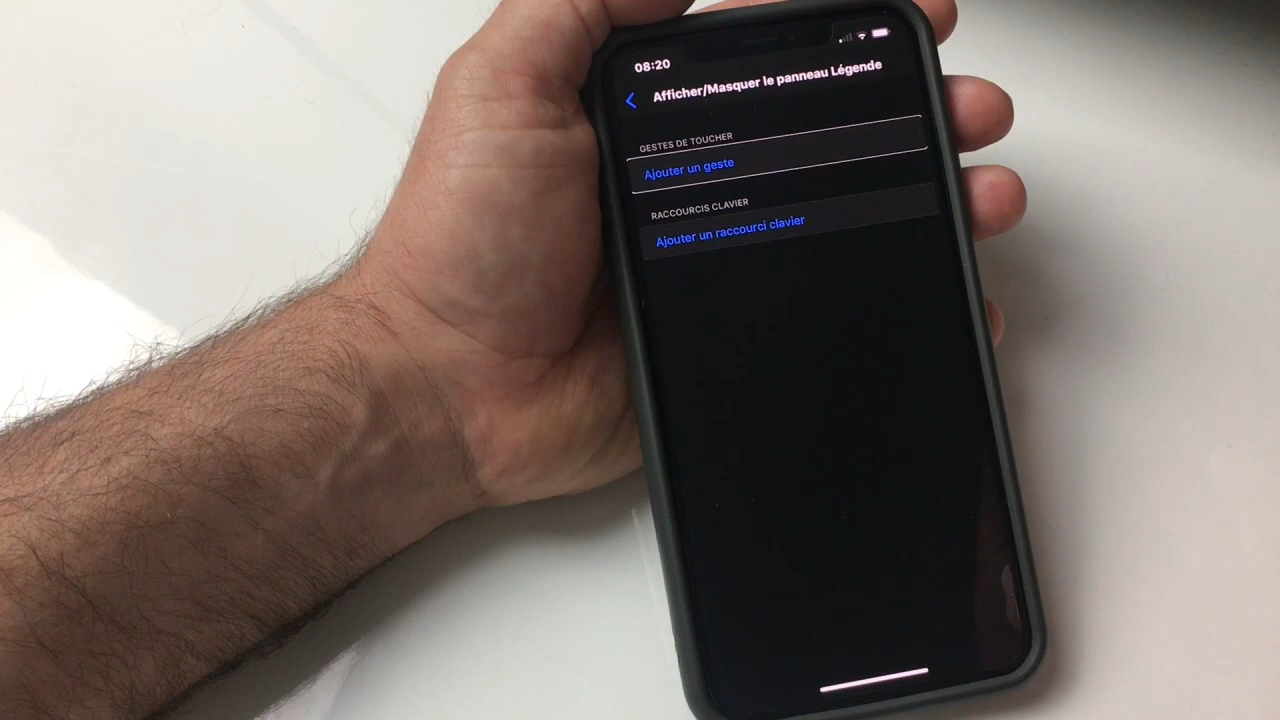 08:20
Afficher/Masquer le panneau Légende
GESTES DE TOUCHER
Ajouter un geste
RACCOURCIS CLAVIER
Ajouter un raccourci clavier